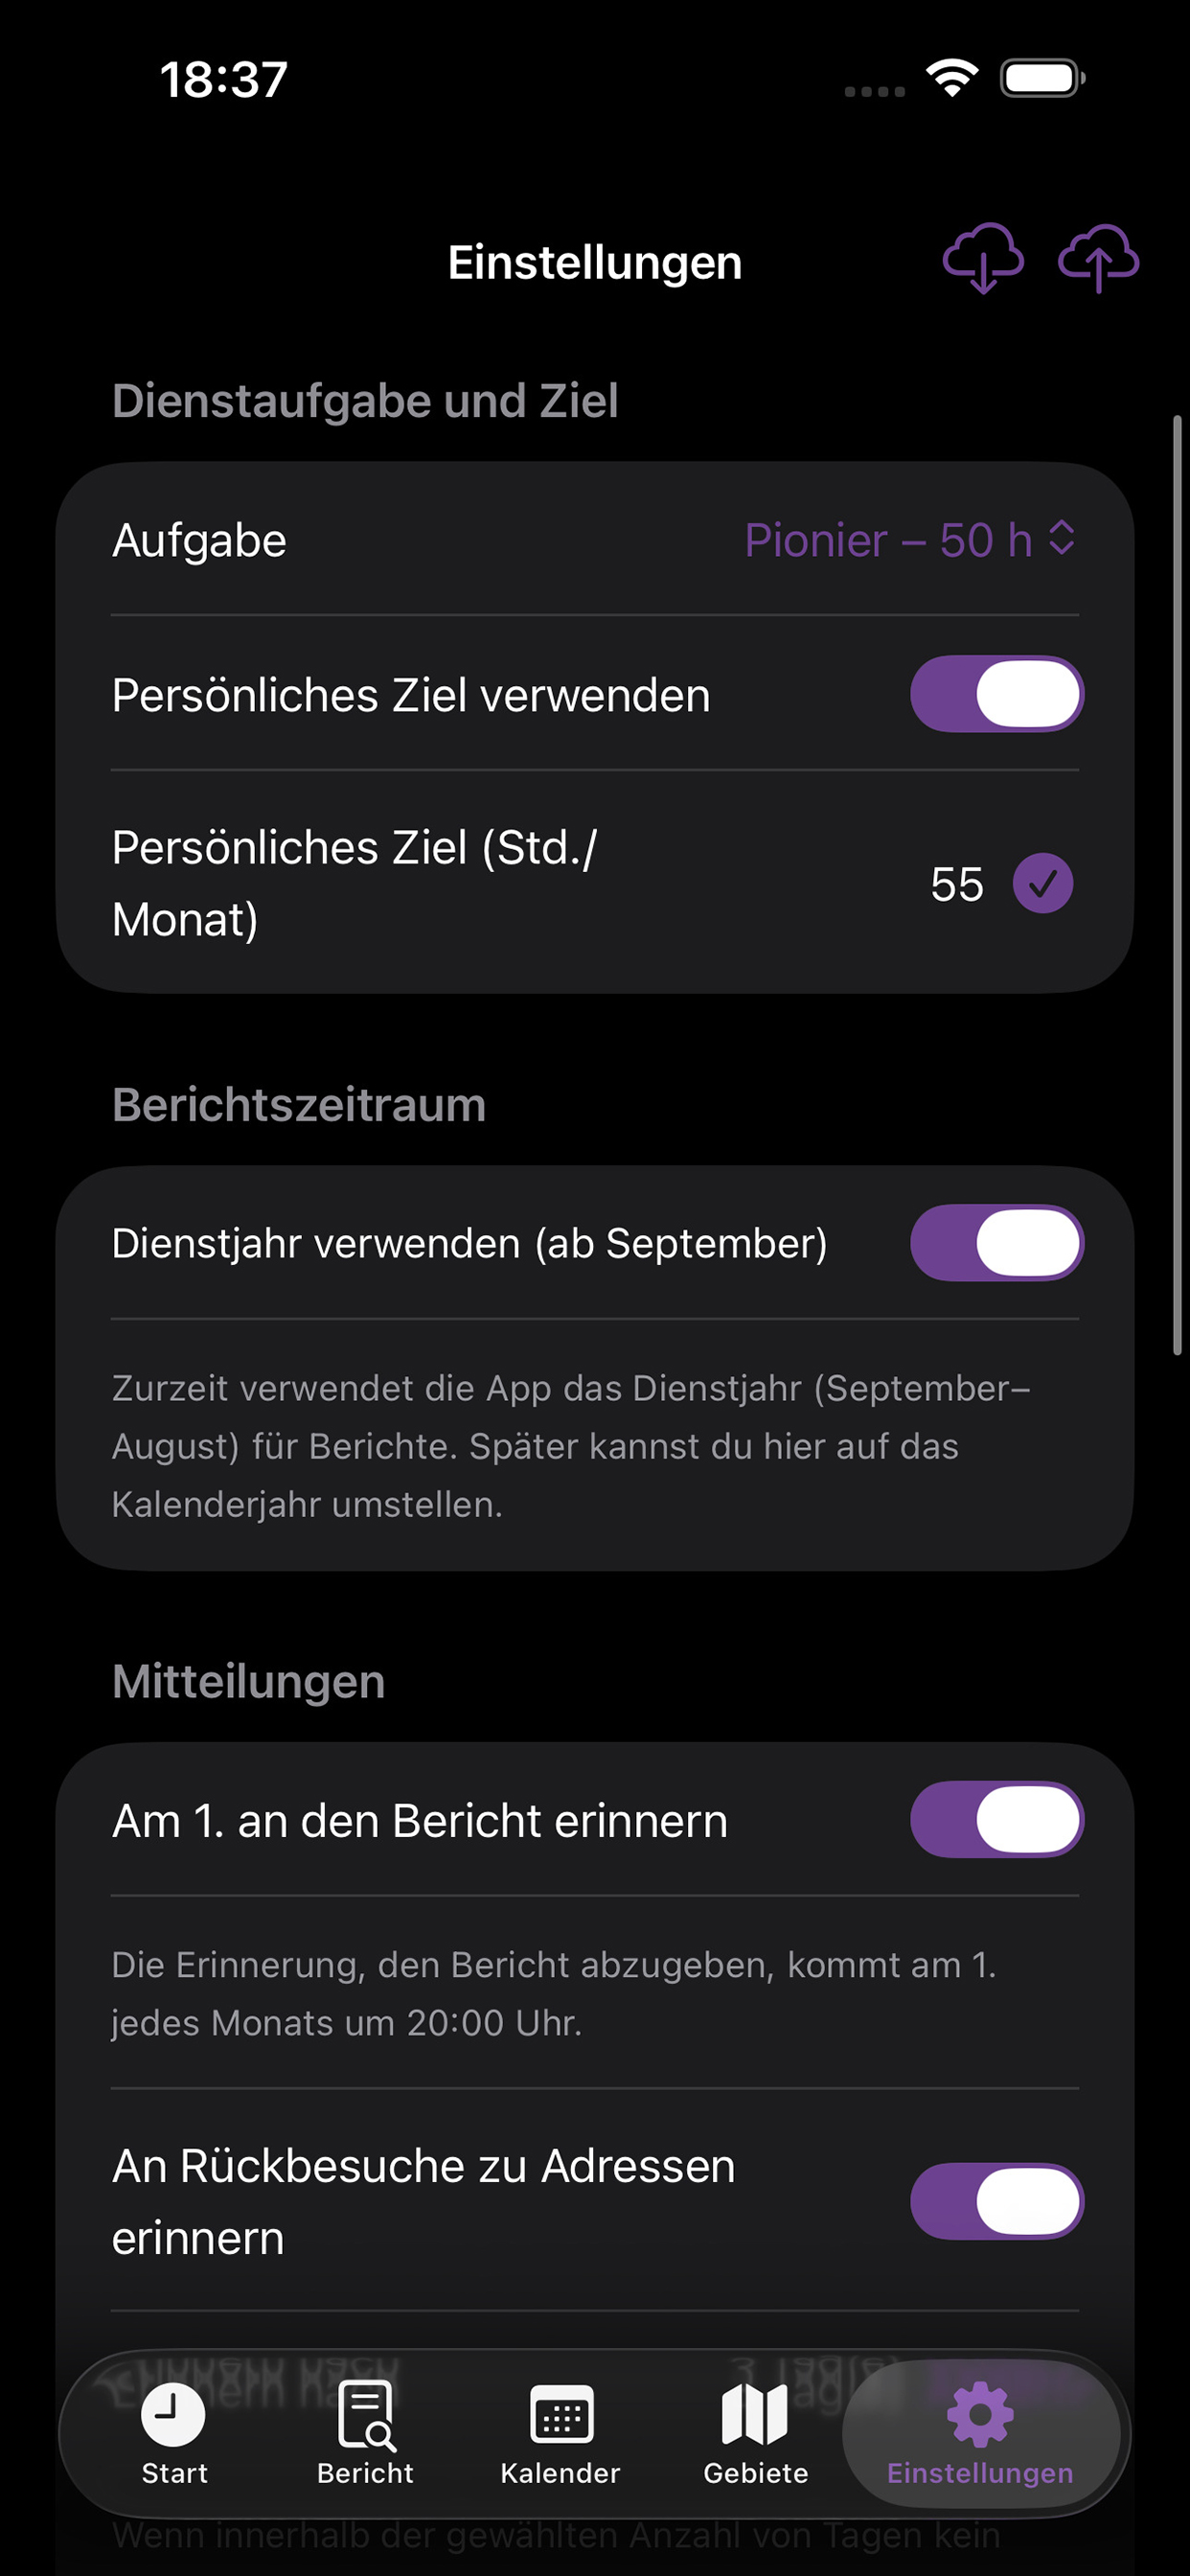 18:37
Einstellungen
Dienstaufgabe und Ziel
Aufgabe
Pionier – 50 h
Persönliches Ziel verwenden
Persönliches Ziel (Std./
Monat)
55
Berichtszeitraum
Dienstjahr verwenden (ab September)
Zurzeit verwendet die App das Dienstjahr (September–
August) für Berichte. Später kannst du hier auf das
Kalenderjahr umstellen.
Mitteilungen
Am 1. an den Bericht erinnern
Die Erinnerung, den Bericht abzugeben, kommt am 1.
jedes Monats um 20:00 Uhr.
An Rückbesuche zu Adressen
erinnern
Start
Bericht
Kalender
Gebiete
Einstellungen
Wenn innerhalb der gewählten Anzahl von Tagen kein